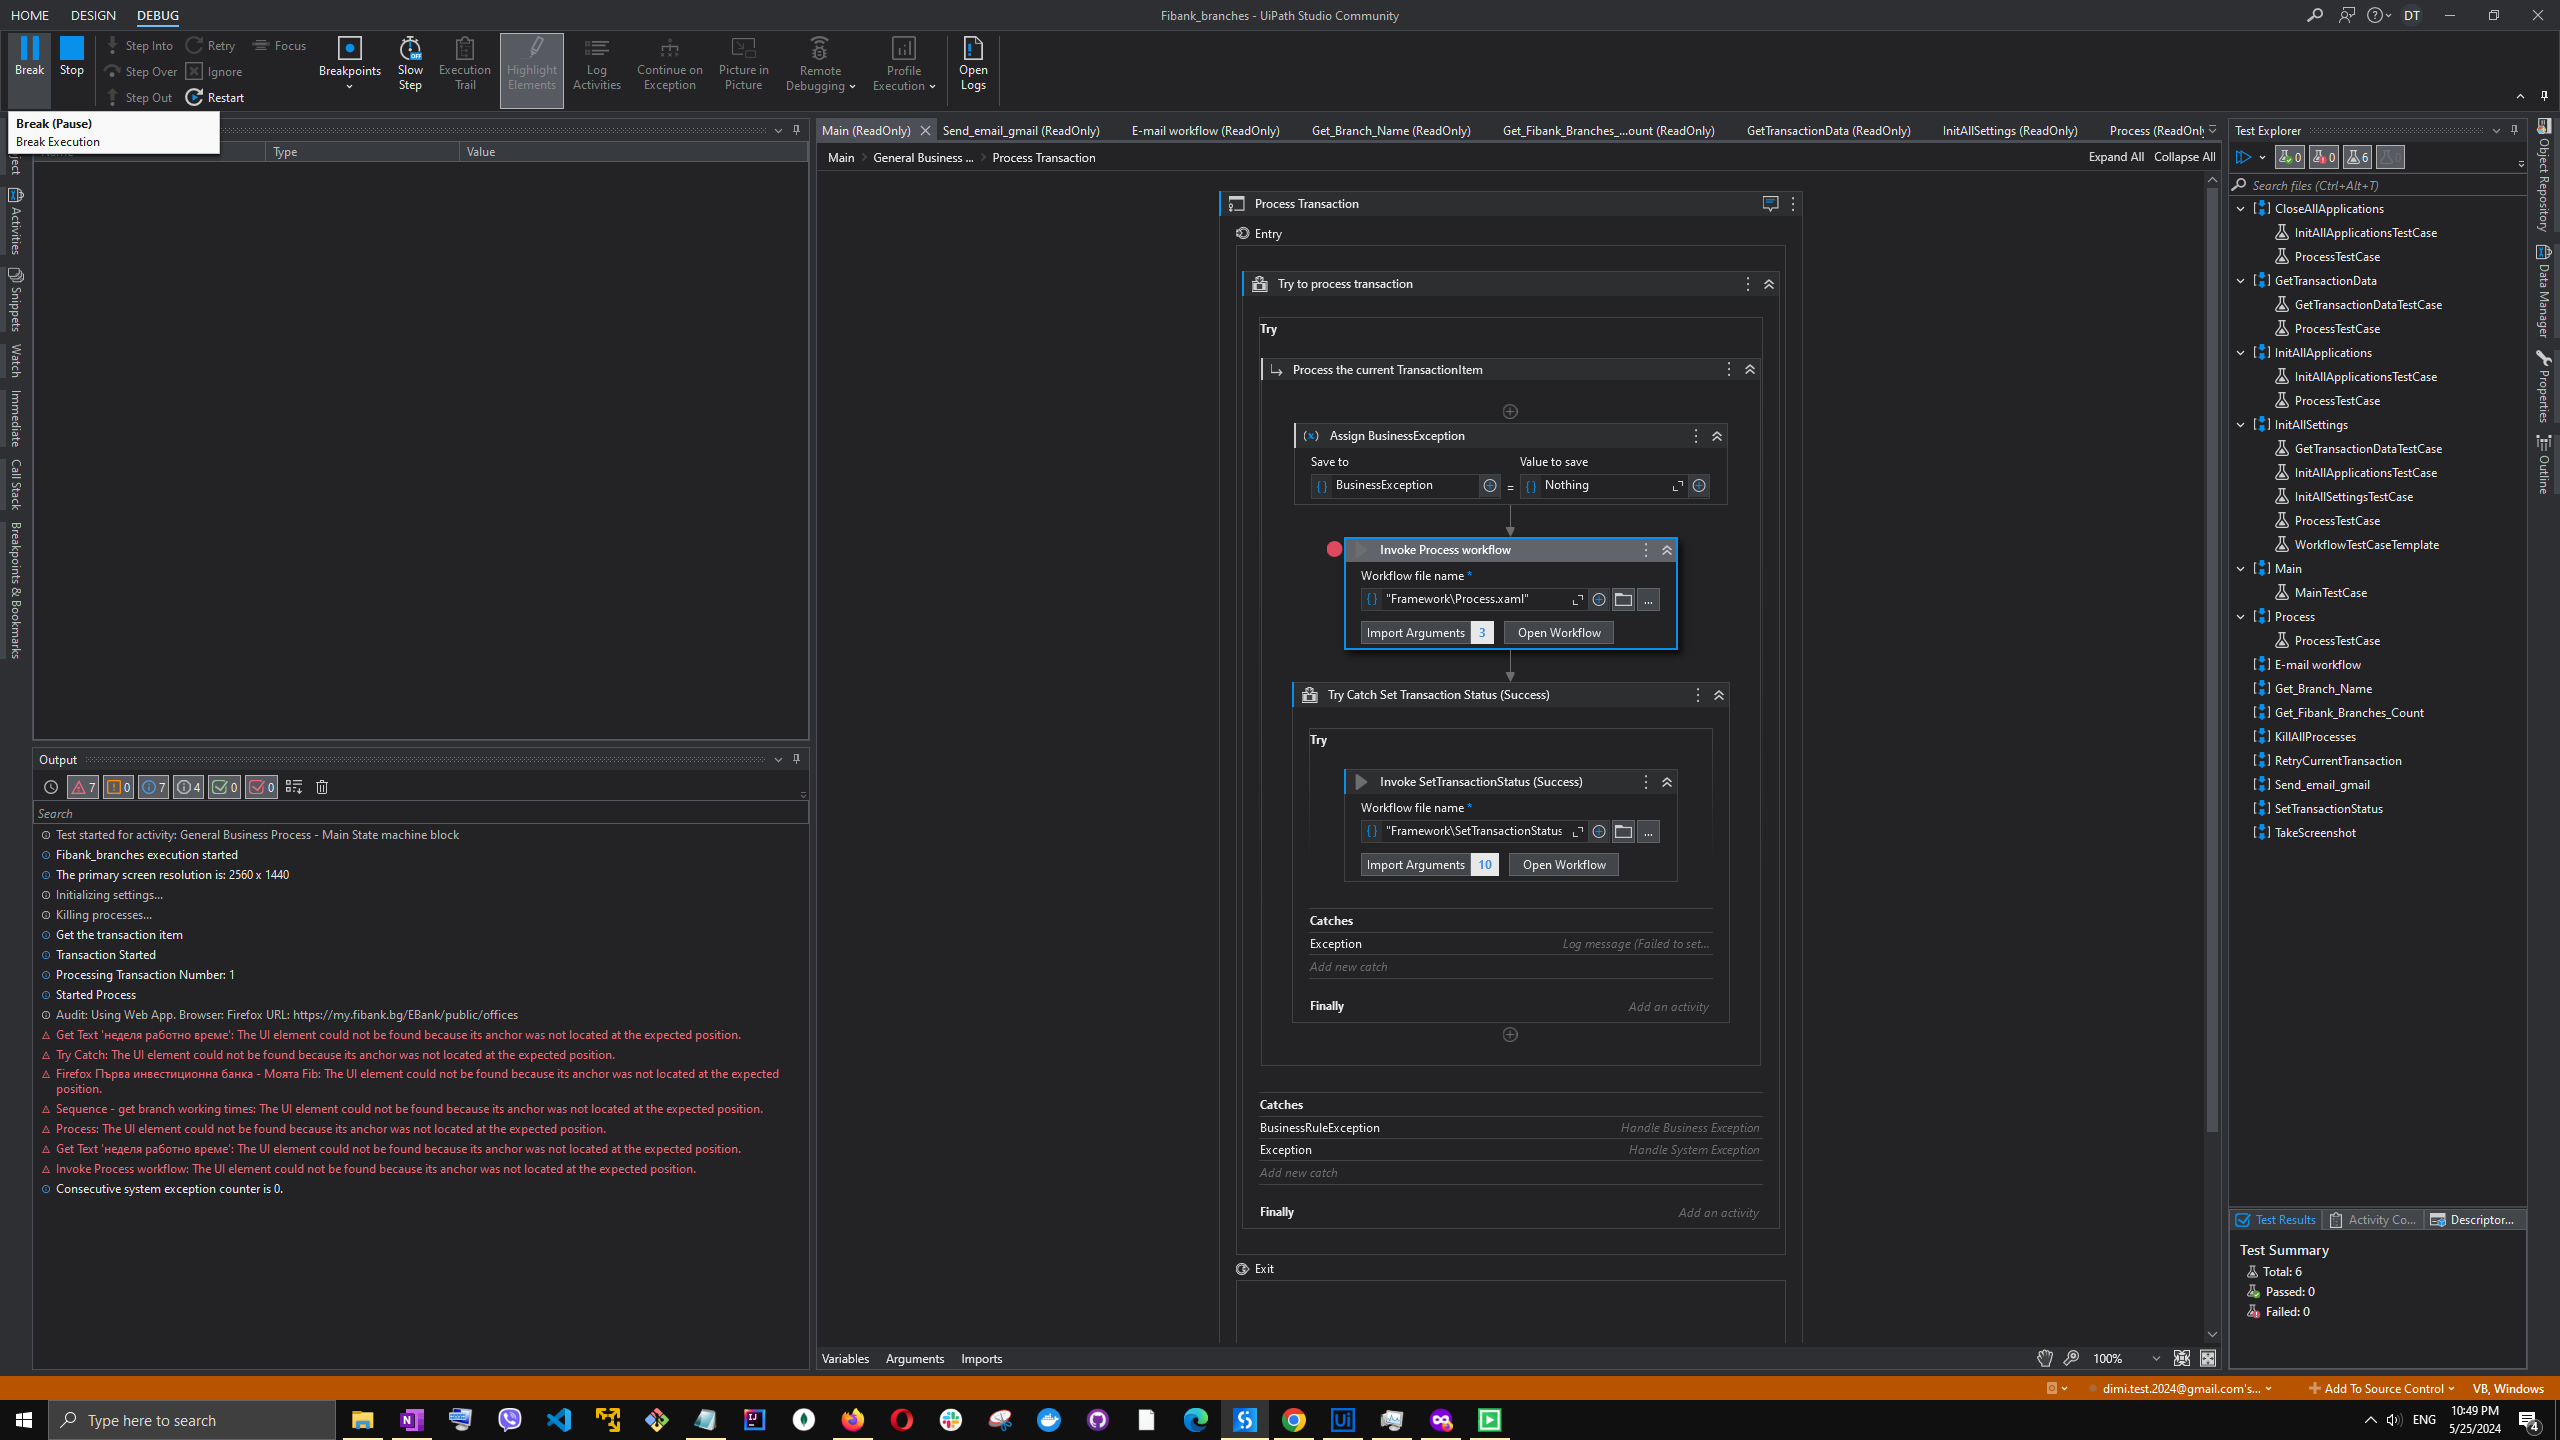 HOME
DESIGN
DEBUG
Fibank_branches - UiPath Studio Community
DT
Break
Stop
Step Into
Step Over
Step Out
Retry
Ignore
Restart
Focus
Breakpoints
Slow Step
Execution Trail
Highlight Elements
Log Activities
Continue on Exception
Picture in Picture
Remote Debugging
Profile Execution
Open Logs
Break (Pause)
Break Execution
Type
Value
Activities
Snippets
Watch
Immediate
Call Stack
Breakpoints & Bookmarks
Output
7
0
7
4
0
0
Search
Test started for activity: General Business Process - Main State machine block
Fibank_branches execution started
The primary screen resolution is: 2560 x 1440
Initializing settings...
Killing processes...
Get the transaction item
Transaction Started
Processing Transaction Number: 1
Started Process
Audit: Using Web App. Browser: Firefox URL: https://my.fibank.bg/EBank/public/offices
Get Text 'неделя работно време': The UI element could not be found because its anchor was not located at the expected position.
Try Catch: The UI element could not be found because its anchor was not located at the expected position.
Firefox Първа инвестиционна банка - Моята Fib: The UI element could not be found because its anchor was not located at the expected
position.
Sequence - get branch working times: The UI element could not be found because its anchor was not located at the expected position.
Process: The UI element could not be found because its anchor was not located at the expected position.
Get Text 'неделя работно време': The UI element could not be found because its anchor was not located at the expected position.
Invoke Process workflow: The UI element could not be found because its anchor was not located at the expected position.
Consecutive system exception counter is 0.
Main (ReadOnly)
Send_email_gmail (ReadOnly)
E-mail workflow (ReadOnly)
Get_Branch_Name (ReadOnly)
Get_Fibank_Branches_...ount (ReadOnly)
GetTransactionData (ReadOnly)
InitAllSettings (ReadOnly)
Process (ReadOnly
Main
General Business ...
Process Transaction
Expand All
Collapse All
Process Transaction
Entry
Try to process transaction
Try
Process the current TransactionItem
Assign BusinessException
Save to
Value to save
BusinessException
=
Nothing
Invoke Process workflow
Workflow file name *
"Framework\Process.xaml"
...
Import Arguments 3
Open Workflow
Try Catch Set Transaction Status (Success)
Try
Invoke SetTransactionStatus (Success)
Workflow file name *
"Framework\SetTransactionStatus
...
Import Arguments 10
Open Workflow
Catches
Exception
Log message (Failed to set...
Add new catch
Finally
Add an activity
Catches
BusinessRuleException
Handle Business Exception
Exception
Handle System Exception
Add new catch
Finally
Add an activity
Exit
Variables
Arguments
Imports
100%
Test Explorer
0
0
6
Search files (Ctrl+Alt+T)
CloseAllApplications
InitAllApplicationsTestCase
ProcessTestCase
GetTransactionData
GetTransactionDataTestCase
ProcessTestCase
InitAllApplications
InitAllApplicationsTestCase
ProcessTestCase
InitAllSettings
GetTransactionDataTestCase
InitAllApplicationsTestCase
InitAllSettingsTestCase
ProcessTestCase
WorkflowTestCaseTemplate
Main
MainTestCase
Process
ProcessTestCase
E-mail workflow
Get_Branch_Name
Get_Fibank_Branches_Count
KillAllProcesses
RetryCurrentTransaction
Send_email_gmail
SetTransactionStatus
TakeScreenshot
Test Results
Activity Co...
Descriptor...
Test Summary
Total: 6
Passed: 0
Failed: 0
Object Repository
Data Manager
Properties
Outline
dimi.test.2024@gmail.com's...
Add To Source Control
VB, Windows
Type here to search
ENG
10:49 PM
5/25/2024
4